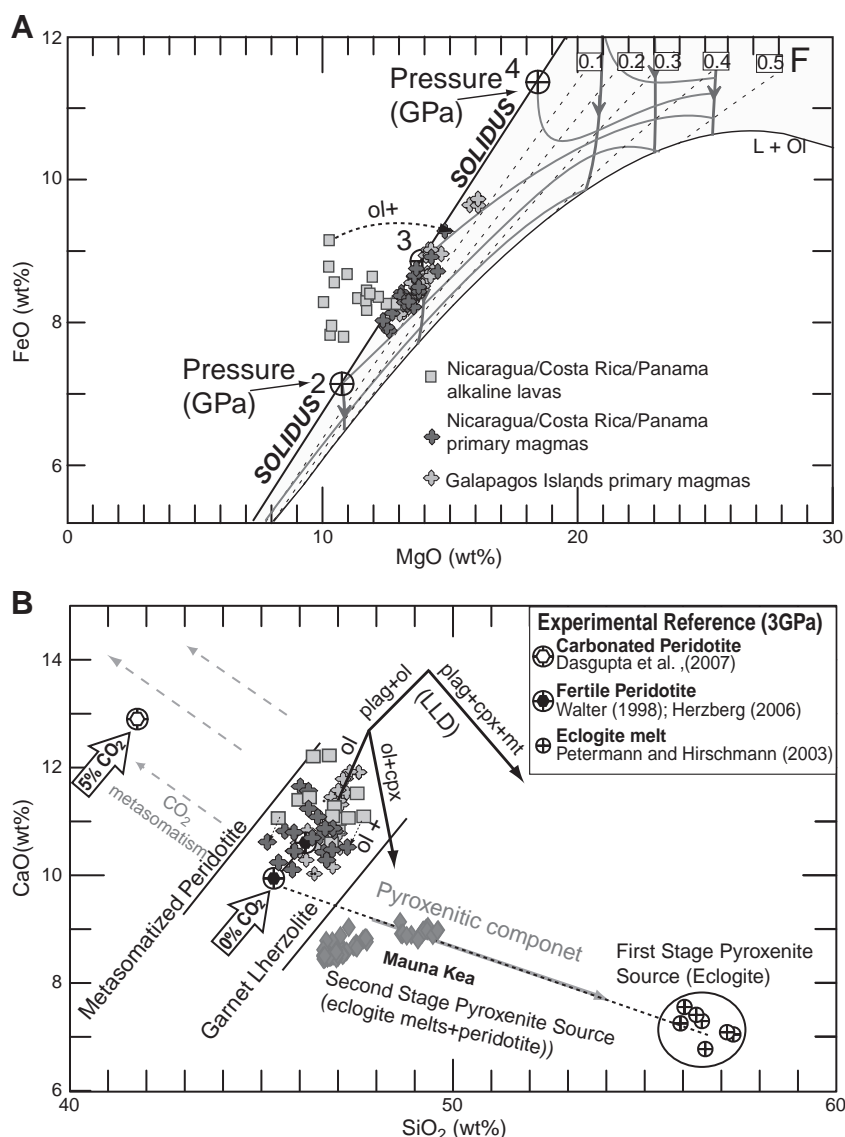 A
12
10
8
6
FeO (wt%)
0
10
20
30
MgO (wt%)
Pressure 4
(GPa)
SOLIDUS
0.1
0.2
0.3
0.4
0.5
F
L + Ol
ol+
3
Pressure
(GPa)
2
SOLIDUS
Nicaragua/Costa Rica/Panama
alkaline lavas
Nicaragua/Costa Rica/Panama
primary magmas
Galapagos Islands primary magmas
B
14
12
10
8
6
CaO(wt%)
40
50
60
SiO2 (wt%)
Experimental Reference (3GPa)
Carbonated Peridotite
Dasgupta et al. ,(2007)
Fertile Peridotite
Walter (1998); Herzberg (2006)
Eclogite melt
Petermann and Hirschmann (2003)
5% CO2
CO2
metasomatism
0% CO2
Metasomatized Peridotite
Garnet Lherzolite
ol
plag+ol
(LLD)
plag+cpx+mt
ol+cpx
ol +
Pyroxenitic componet
Mauna Kea
Second Stage Pyroxenite Source
(eclogite melts+peridotite))
First Stage Pyroxenite
Source (Eclogite)